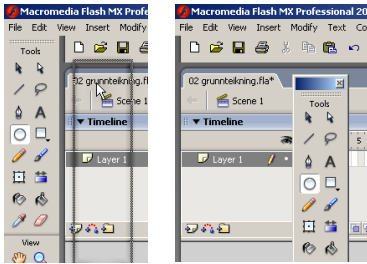 Macromedia Flash MX Profe
File Edit View Insert Modify
Tools
02 grunnteikning.fl
Scene 1
Timeline
Layer 1
View
Macromedia Flash MX Professional 20
File Edit View Insert Modify Text Co
02 grunnteikning.fla*
Scene 1
Tools
Timeline
5
Layer 1